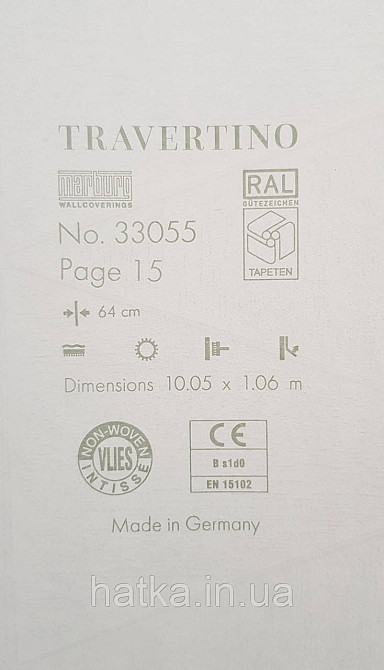 TRAVERTINO
marburg
WALLCOVERINGS
RAL
GÜTEZEICHEN
TAPETEN
No. 33055
Page 15
64 cm
Dimensions 10.05 x 1.06 m
NON-WOVEN
VLIES
INTISSE
CE
B s1d0
EN 15102
Made in Germany
hatka.in.ua